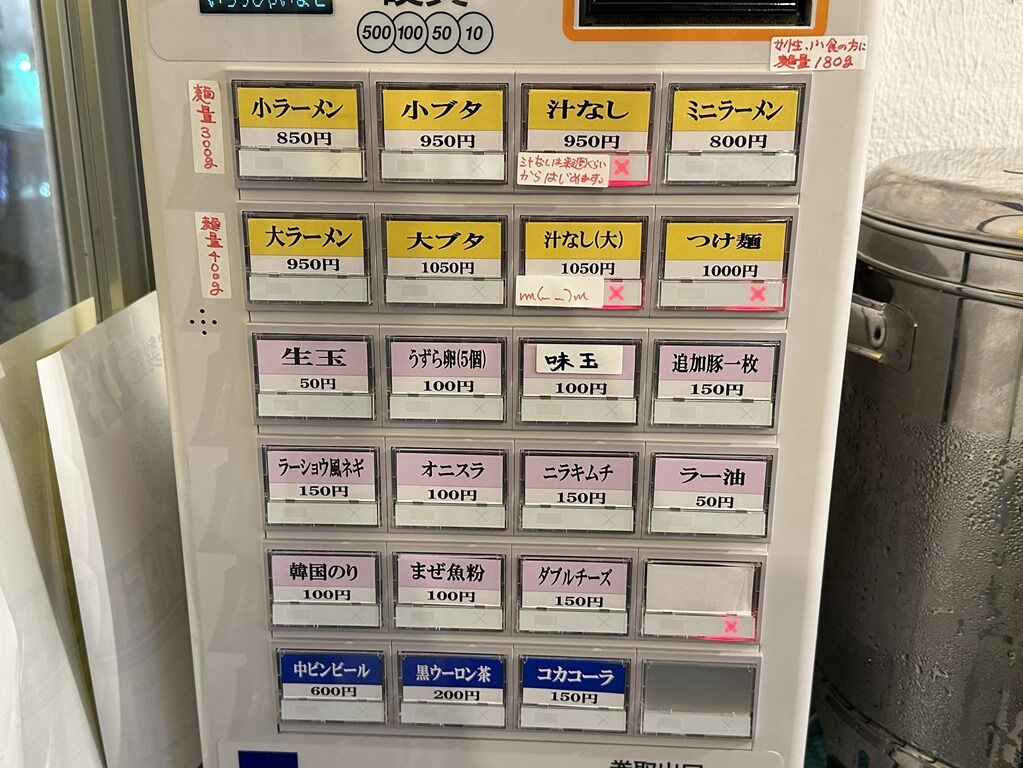 いらっしゃいませ
500 100 50 10
女性、小食の方に
麺量180g
麺量300g
小ラーメン
850円
小ブタ
950円
汁なし
950円
汁なしは来週くらい
からはじめます。
ミニラーメン
800円
麺量400g
大ラーメン
950円
大ブタ
1050円
汁なし(大)
1050円
m(_ _)m
つけ麺
1000円
生玉
50円
うずら卵(5個)
100円
味玉
100円
追加豚一枚
150円
ラーショウ風ネギ
150円
オニスラ
100円
ニラキムチ
150円
ラー油
50円
韓国のり
100円
まぜ魚粉
100円
ダブルチーズ
150円
中ビンビール
600円
黒ウーロン茶
200円
コカコーラ
150円